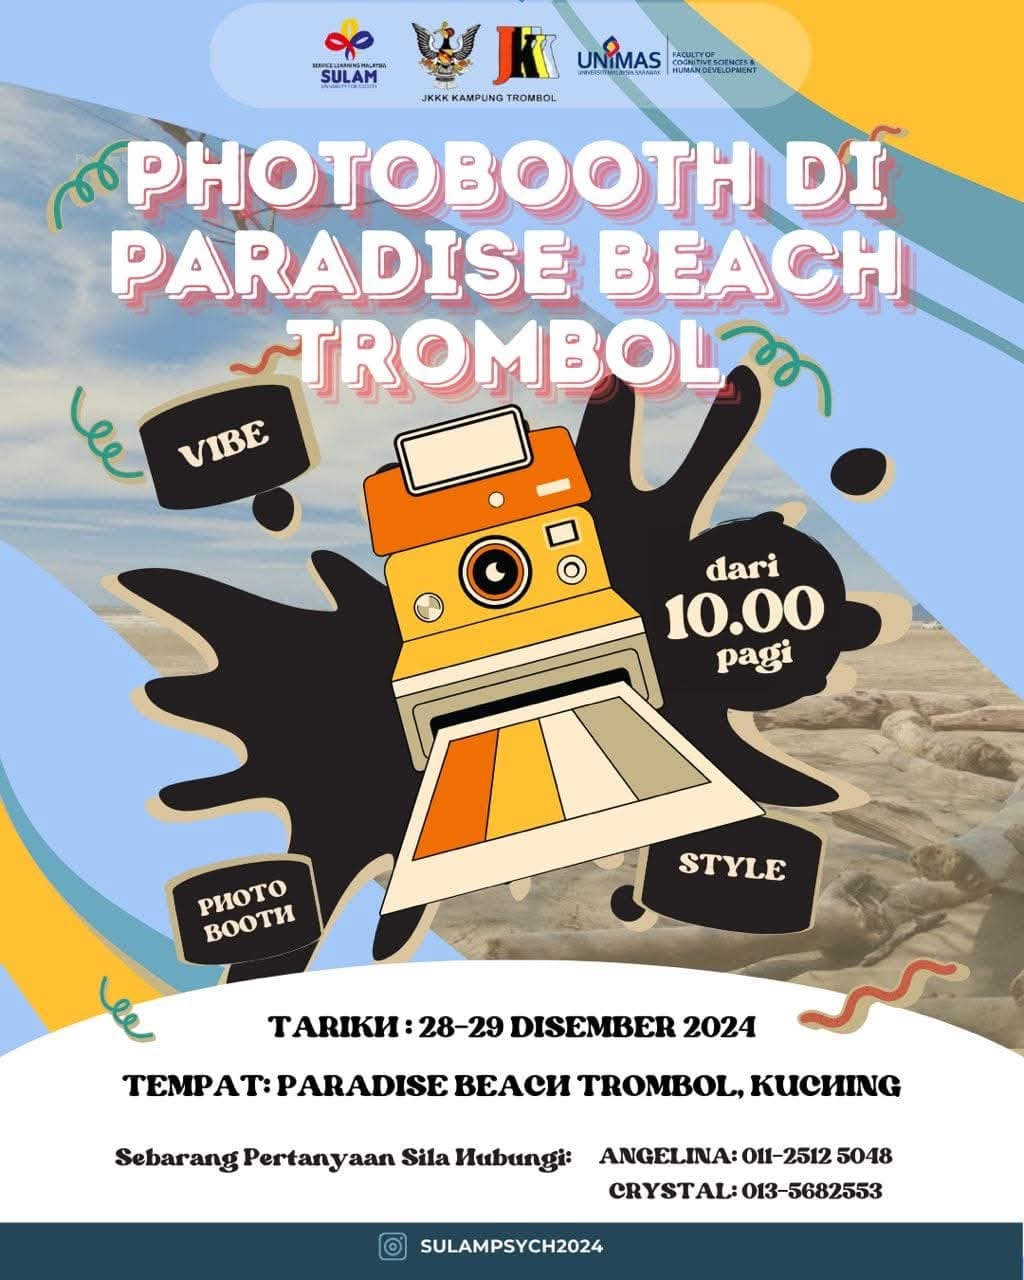 SERVICE LEARNING MALAYSIA
SULAM
UNIVERSITY FOR SOCIETY
JKKK
JKKK KAMPUNG TROMBOL
UNIMAS
UNIVERSITI MALAYSIA SARAWAK
FACULTY OF
COGNITIVE SCIENCES &
HUMAN DEVELOPMENT
PHOTOBOOTH DI
PARADISE BEACH
TROMBOL
VIBE
dari
10.00
pagi
STYLE
PHOTO
BOOTH
TARIKH : 28-29 DISEMBER 2024
TEMPAT: PARADISE BEACH TROMBOL, KUCHING
Sebarang Pertanyaan Sila Hubungi:
ANGELINA: 011-2512 5048
CRYSTAL: 013-5682553
SULAMPSYCH2024